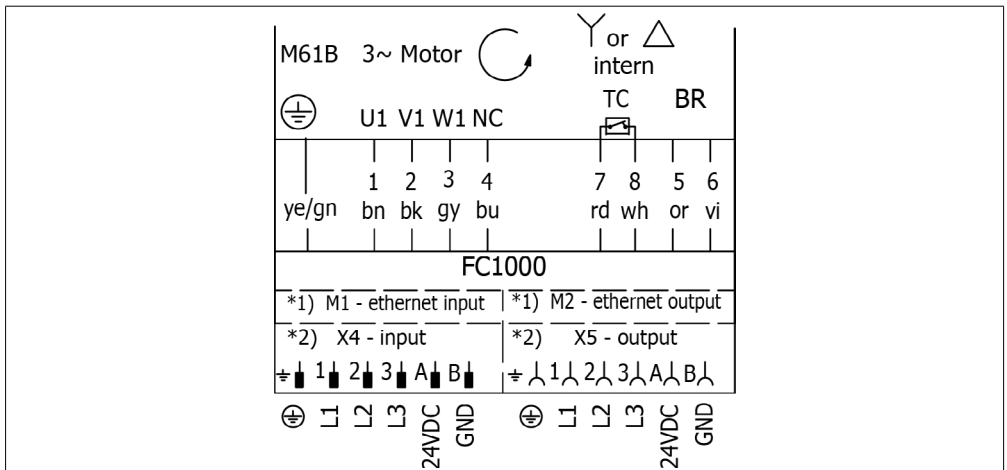 M61B 3~ Motor or
intern
TC BR
U1 V1 W1 NC
1 2 3 4 7 8 5 6
ye/gn bn bk gy bu rd wh or vi
FC1000
*1) M1 - ethernet input *1) M2 - ethernet output
*2) X4 - input *2) X5 - output
1 2 3 A B 1 2 3 A B
L1 L2 L3 24VDC GND L1 L2 L3 24VDC GND